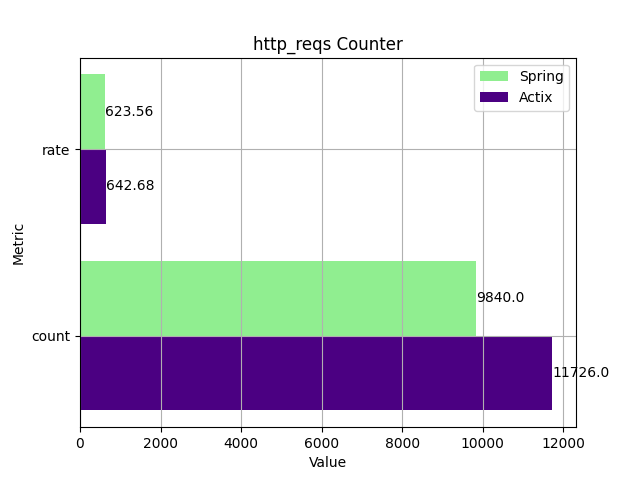 http_reqs Counter
Spring
Actix
623.56
rate
642.68
Metric
9840.0
count
11726.0
0 2000 4000 6000 8000 10000 12000
Value